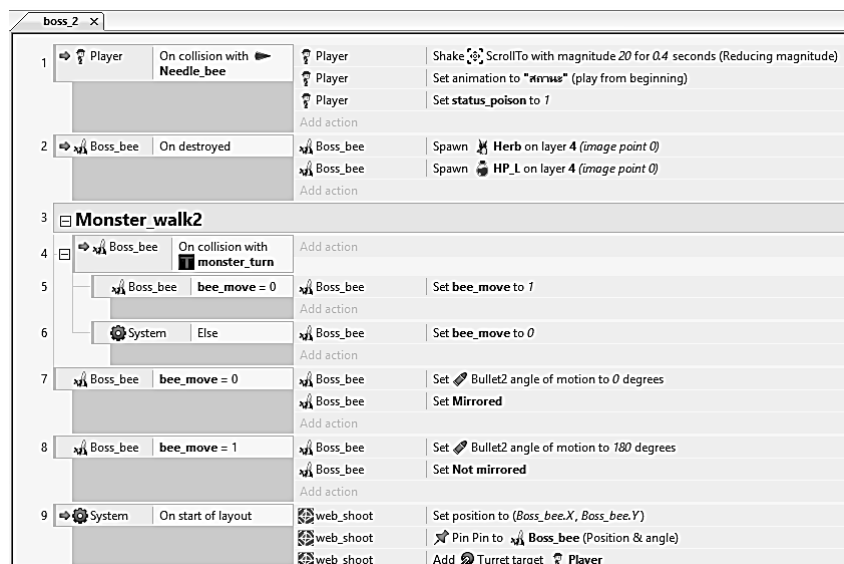 boss_2 ×
1 Player On collision with Needle_bee Player Shake ScrollTo with magnitude 20 for 0.4 seconds (Reducing magnitude)
Player Set animation to "สถานะ" (play from beginning)
Player Set status_poison to 1
Add action
2 Boss_bee On destroyed Boss_bee Spawn Herb on layer 4 (image point 0)
Boss_bee Spawn HP_L on layer 4 (image point 0)
Add action
3 Monster_walk2
4 Boss_bee On collision with monster_turn Add action
5 Boss_bee bee_move = 0 Boss_bee Set bee_move to 1
Add action
6 System Else Boss_bee Set bee_move to 0
Add action
7 Boss_bee bee_move = 0 Boss_bee Set Bullet2 angle of motion to 0 degrees
Boss_bee Set Mirrored
Add action
8 Boss_bee bee_move = 1 Boss_bee Set Bullet2 angle of motion to 180 degrees
Boss_bee Set Not mirrored
Add action
9 System On start of layout web_shoot Set position to (Boss_bee.X, Boss_bee.Y)
web_shoot Pin Pin to Boss_bee (Position & angle)
web_shoot Add Turret target Player